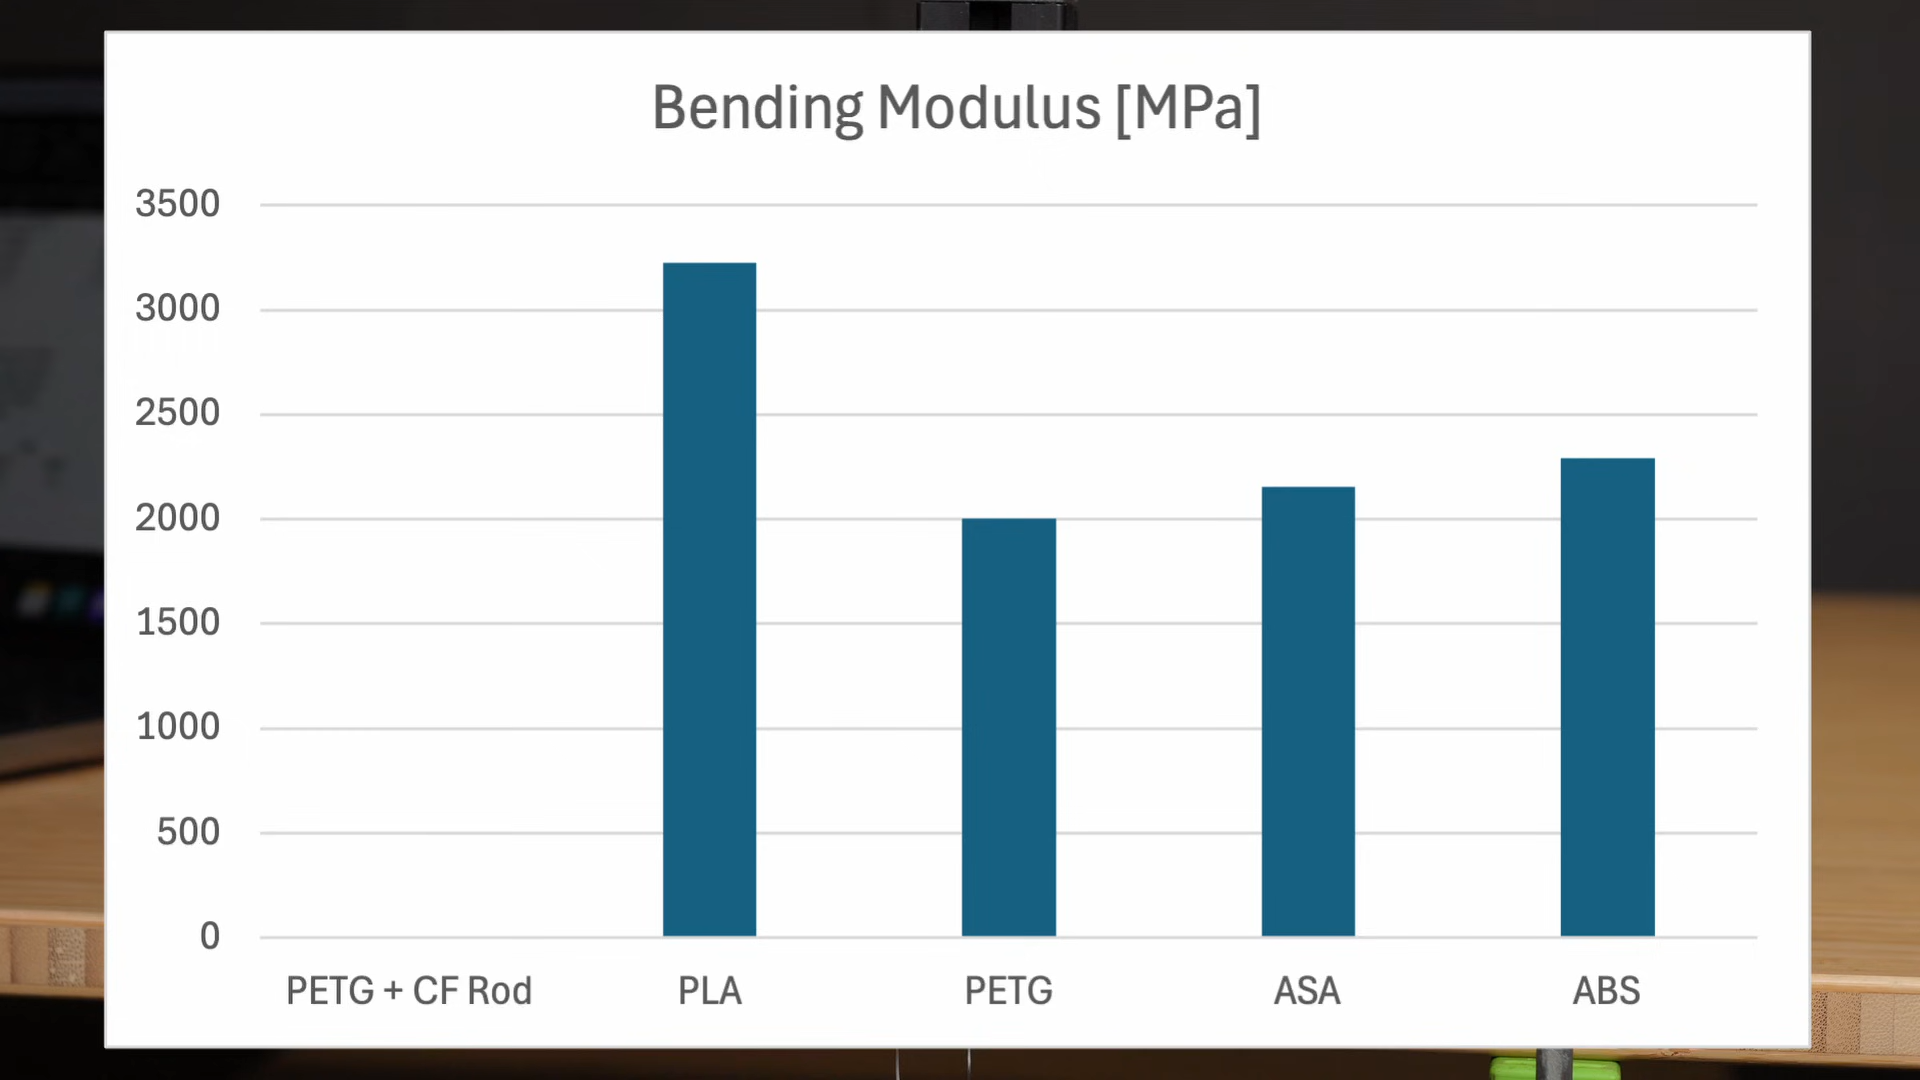 Bending Modulus [MPa]
3500
3000
2500
2000
1500
1000
500
0
PETG + CF Rod
PLA
PETG
ASA
ABS